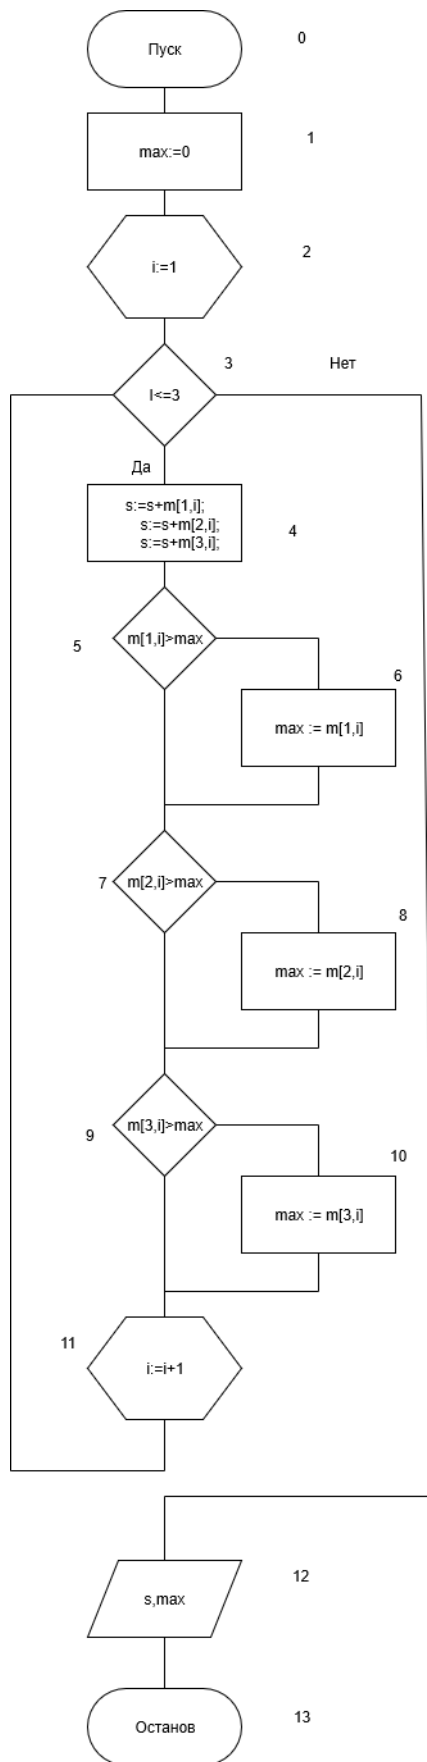 Пуск
0
max:=0
1
i:=1
2
I<=3
3
Нет
Да
s:=s+m[1,i];
s:=s+m[2,i];
s:=s+m[3,i];
4
5
m[1,i]>max
6
max := m[1,i]
7
m[2,i]>max
8
max := m[2,i]
9
m[3,i]>max
10
max := m[3,i]
11
i:=i+1
12
s,max
13
Останов